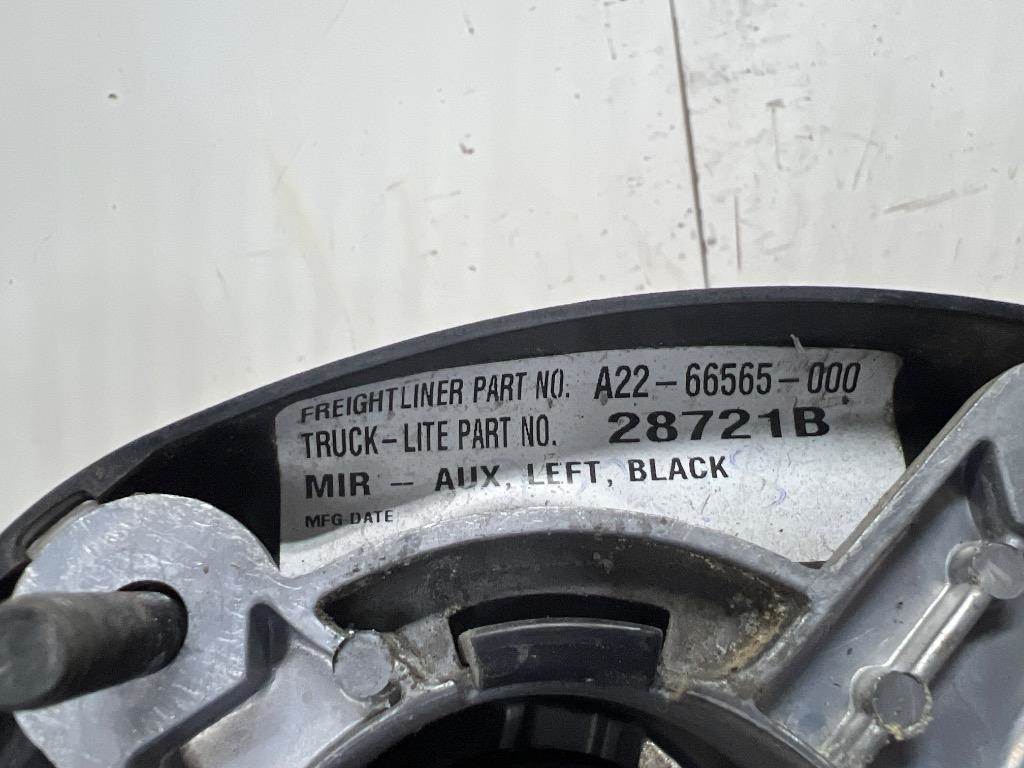 FREIGHTLINER PART NO. A22-66565-000
TRUCK-LITE PART NO. 28721B
MIR - AUX, LEFT, BLACK
MFG DATE